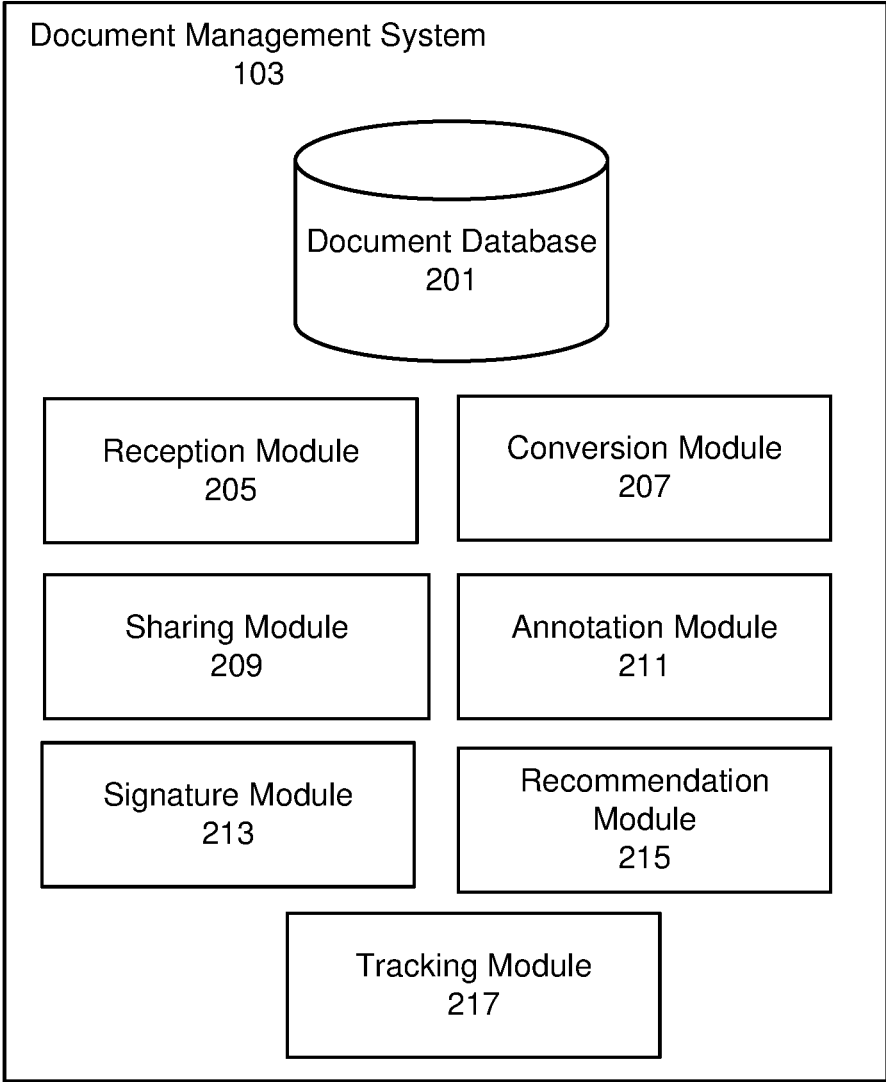 Document Management System
103
Document Database
201
Reception Module
205
Conversion Module
207
Sharing Module
209
Annotation Module
211
Signature Module
213
Recommendation
Module
215
Tracking Module
217